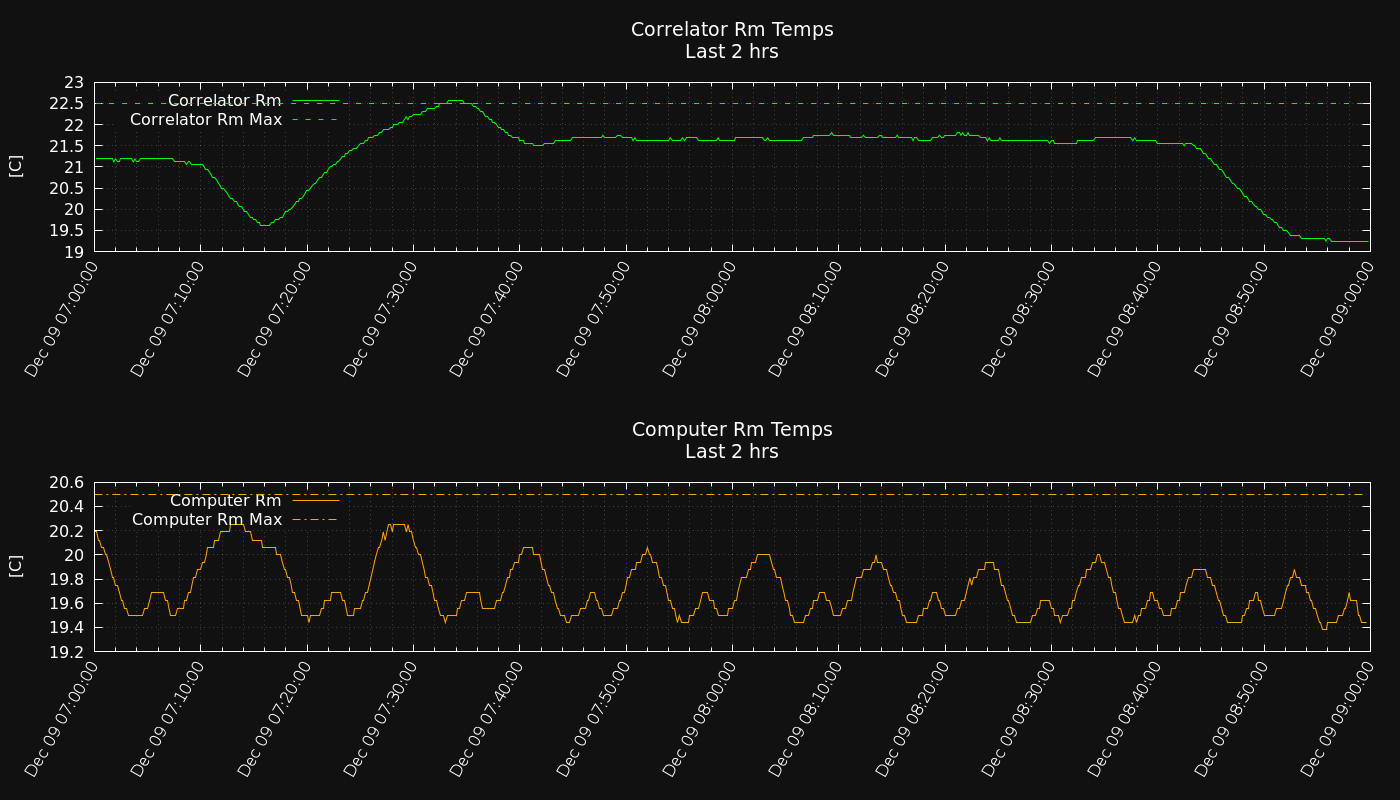 Correlator Rm Temps
Last 2 hrs
23
22.5
22
21.5
21
20.5
20
19.5
19
[C]
Correlator Rm
Correlator Rm Max
Dec 09 07:00:00
Dec 09 07:10:00
Dec 09 07:20:00
Dec 09 07:30:00
Dec 09 07:40:00
Dec 09 07:50:00
Dec 09 08:00:00
Dec 09 08:10:00
Dec 09 08:20:00
Dec 09 08:30:00
Dec 09 08:40:00
Dec 09 08:50:00
Dec 09 09:00:00
Computer Rm Temps
Last 2 hrs
20.6
20.4
20.2
20
19.8
19.6
19.4
19.2
[C]
Computer Rm
Computer Rm Max
Dec 09 07:00:00
Dec 09 07:10:00
Dec 09 07:20:00
Dec 09 07:30:00
Dec 09 07:40:00
Dec 09 07:50:00
Dec 09 08:00:00
Dec 09 08:10:00
Dec 09 08:20:00
Dec 09 08:30:00
Dec 09 08:40:00
Dec 09 08:50:00
Dec 09 09:00:00